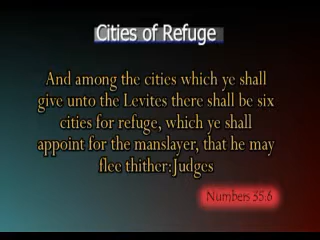 Cities of Refuge
And among the cities which ye shall
give unto the Levites there shall be six
cities for refuge, which ye shall
appoint for the manslayer, that he may
flee thither:Judges
Numbers 35:6